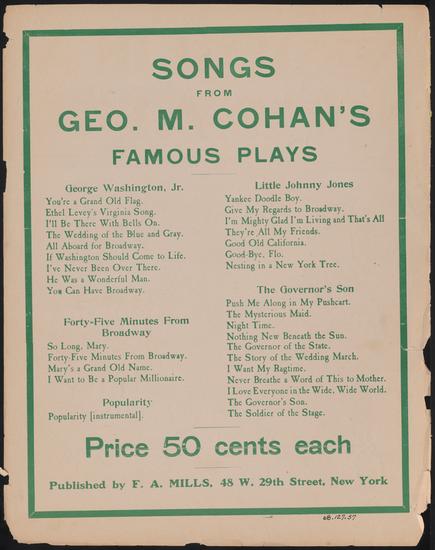 SONGS
FROM
GEO. M. COHAN'S
FAMOUS PLAYS
George Washington, Jr.
You're a Grand Old Flag.
Ethel Levey's Virginia Song.
I'll Be There With Bells On.
The Wedding of the Blue and Gray.
All Aboard for Broadway.
If Washington Should Come to Life.
I've Never Been Over There.
He Was a Wonderful Man.
You Can Have Broadway.
Forty-Five Minutes From
Broadway
So Long, Mary.
Forty-Five Minutes From Broadway.
Mary's a Grand Old Name.
I Want to Be a Popular Millionaire.
Popularity
Popularity [instrumental].
Little Johnny Jones
Yankee Doodle Boy.
Give My Regards to Broadway.
I'm Mighty Glad I'm Living and That's All
They're All My Friends.
Good Old California.
Good-Bye, Flo.
Nesting in a New York Tree.
The Governor's Son
Push Me Along in My Pushcart.
The Mysterious Maid.
Night Time.
Nothing New Beneath the Sun.
The Governor of the State.
The Story of the Wedding March.
I Want My Ragtime.
Never Breathe a Word of This to Mother.
I Love Everyone in the Wide, Wide World.
The Governor's Son.
The Soldier of the Stage.
Price 50 cents each
Published by F. A. MILLS, 48 W. 29th Street, New York
68.127.57